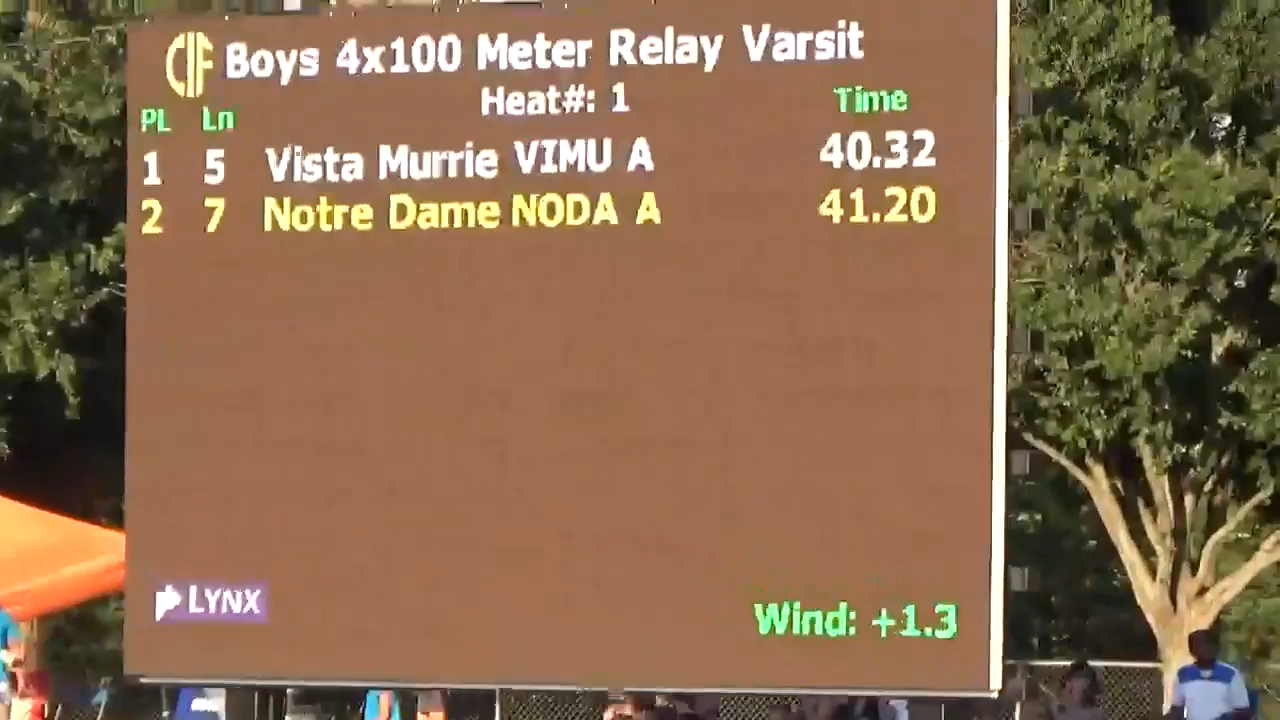 CIF Boys 4x100 Meter Relay Varsit
Heat#: 1
PL Ln Time
1 5 Vista Murrie VIMU A 40.32
2 7 Notre Dame NODA A 41.20
LYNX
Wind: +1.3